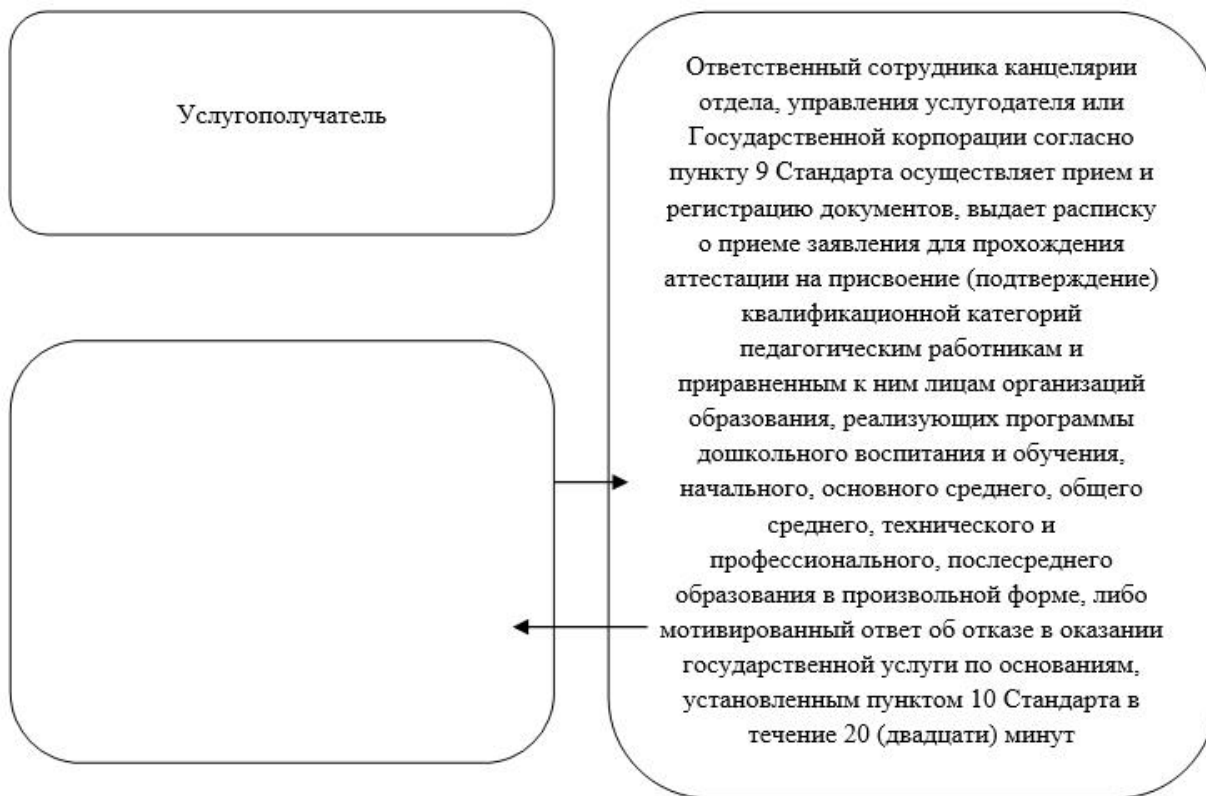 Услугополучатель
Ответственный сотрудника канцелярии
отдела, управления услугодателя или
Государственной корпорации согласно
пункту 9 Стандарта осуществляет прием и
регистрацию документов, выдает расписку
о приеме заявления для прохождения
аттестации на присвоение (подтверждение)
квалификационной категорий
педагогическим работникам и
приравненным к ним лицам организаций
образования, реализующих программы
дошкольного воспитания и обучения,
начального, основного среднего, общего
среднего, технического и
профессионального, послесреднего
образования в произвольной форме, либо
мотивированный ответ об отказе в оказании
государственной услуги по основаниям,
установленным пунктом 10 Стандарта в
течение 20 (двадцати) минут